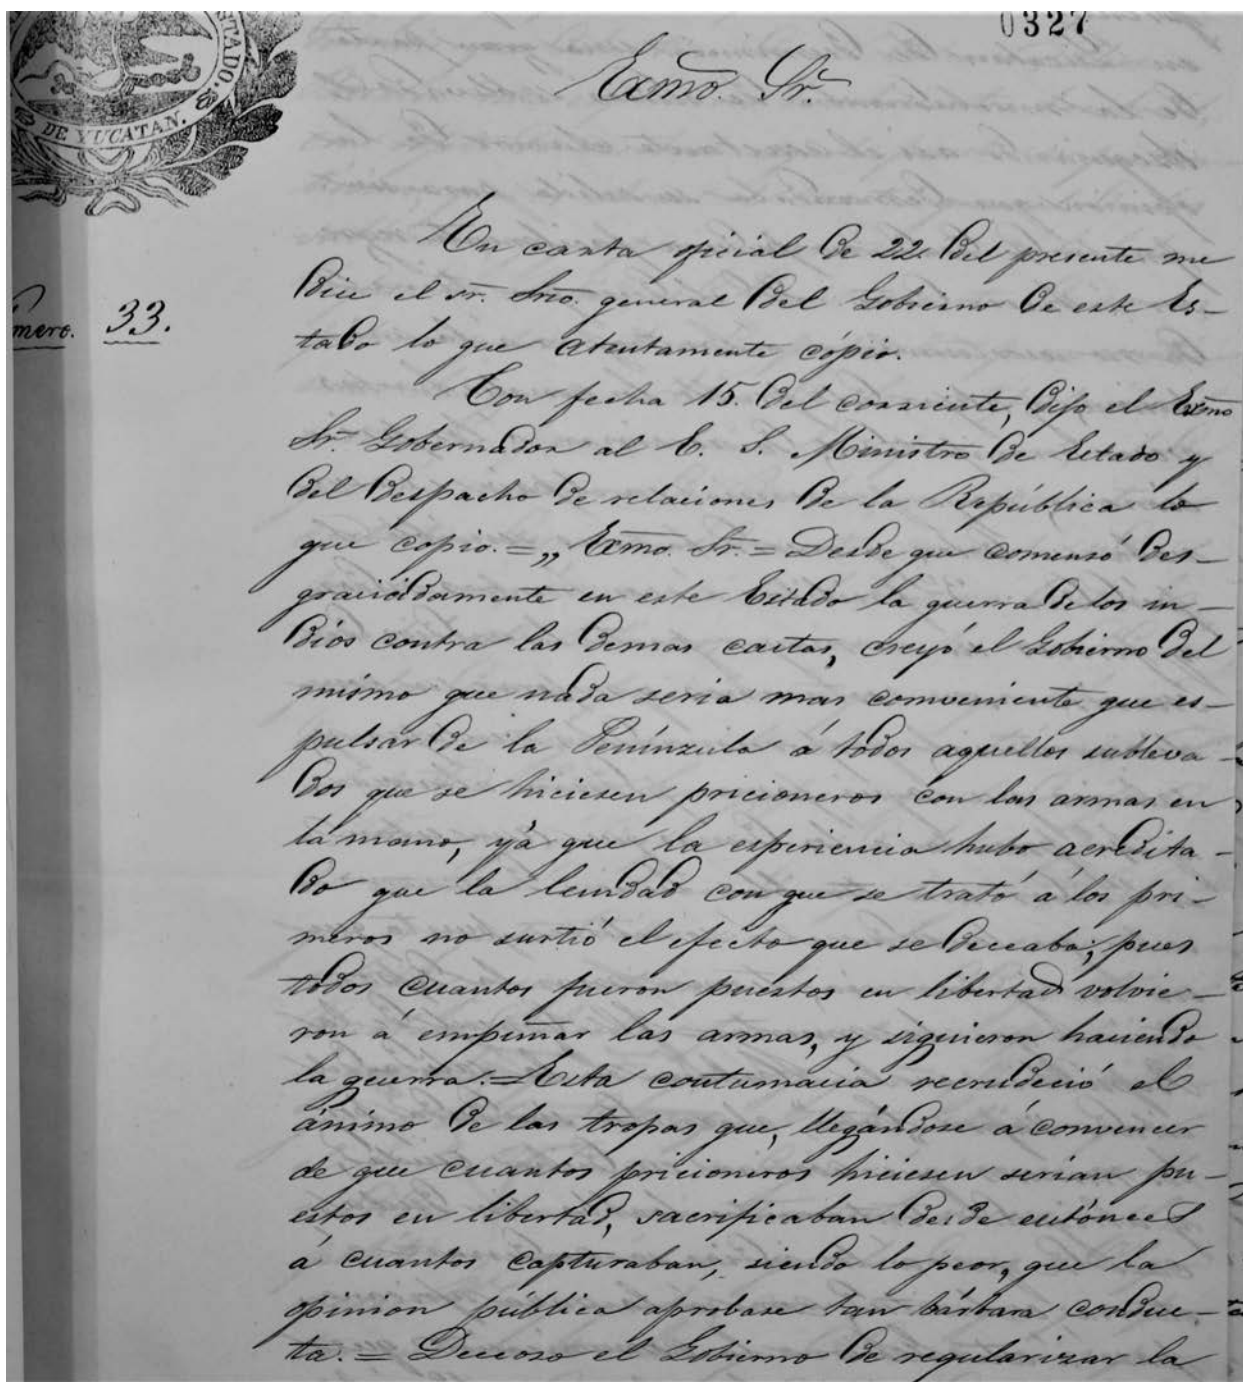 0327
ESTADO.
DE YUCATAN.
Exmo. Sr.
En carta oficial de 22. del presente me
dice el sr. Srio. general del Gobierno de este Es-
Número. 33.
tado lo que atentamente cópio.
Con fecha 15. del corriente, dijo el Exmo
Sr. Gobernador al E. S. Ministro de Estado y
del despacho de relaciones de la República lo
que copio. = „ Exmo. Sr. = Desde que comensó des-
graciadamente en este Estado la guerra de los in-
dios contra las demas castas, creyó el Gobierno del
mismo que nada seria mas comveniente que es-
pulsar de la Penínzula á todos aquellos subleva-
dos que se hiciesen pricioneros con las armas en
la mano, yá que la esperiencia hubo acredita-
do que la lenidad con que se trató á los pri-
meros no surtió el efecto que se deceaba; pues
todos cuantos fueron puestos en libertad volvie-
ron á empuñar las armas, y siguieron haciendo
la guerra. = Esta contumacia recrudeció el
ánimo de las tropas que, llegándose á convencer
de que cuantos pricioneros hiciesen serian pu-
estos en libertad, sacrificaban desde entónces
á cuantos capturaban, siendo lo peor, que la
opinion pública aprobase tan bárbara conduc-
ta. = Deceoso el Gobierno de regularizar la